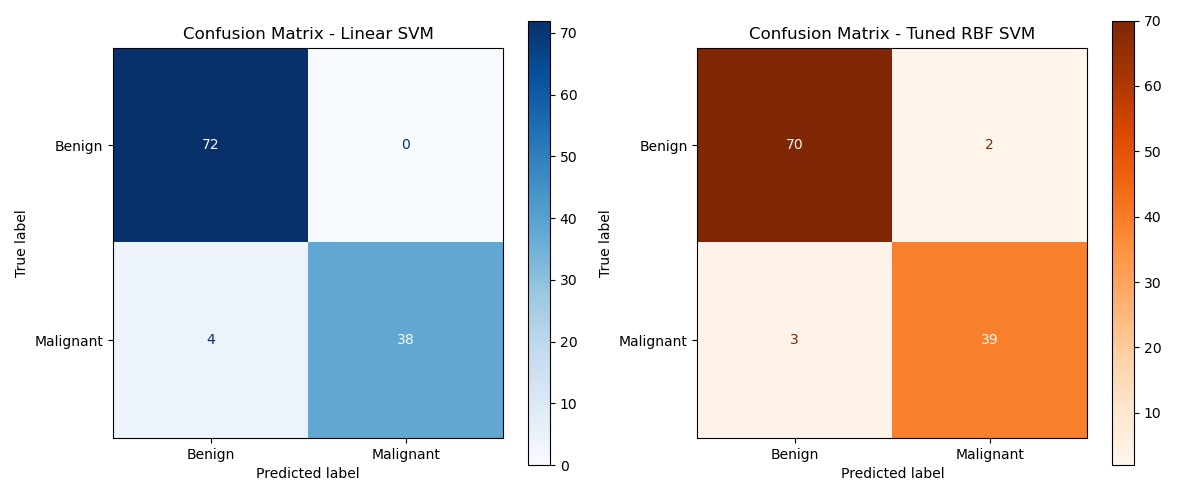 Confusion Matrix - Linear SVM
True label
Benign
72
0
Malignant
4
38
Benign
Malignant
Predicted label
70
60
50
40
30
20
10
0
Confusion Matrix - Tuned RBF SVM
True label
Benign
70
2
Malignant
3
39
Benign
Malignant
Predicted label
70
60
50
40
30
20
10